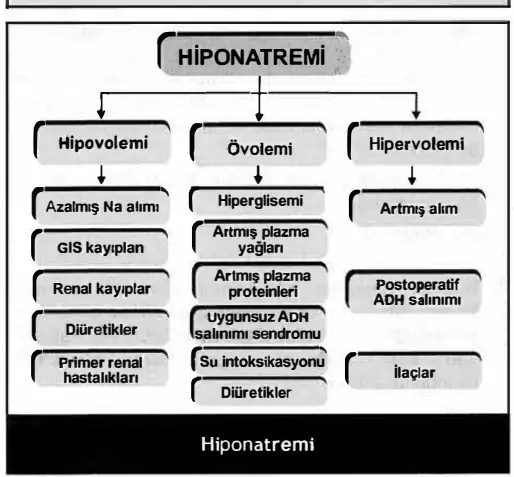 HİPONATREMİ
Hipovolemi
Azalmış Na alımı
GIS kayıpları
Renal kayıplar
Diüretikler
Primer renal
hastalıkları
Övolemi
Hiperglisemi
Artmış plazma
yağları
Artmış plazma
proteinleri
Uygunsuz ADH
salınımı sendromu
Su intoksikasyonu
Diüretikler
Hipervolemi
Artmış alım
Postoperatif
ADH salınımı
İlaçlar
Hiponatremi